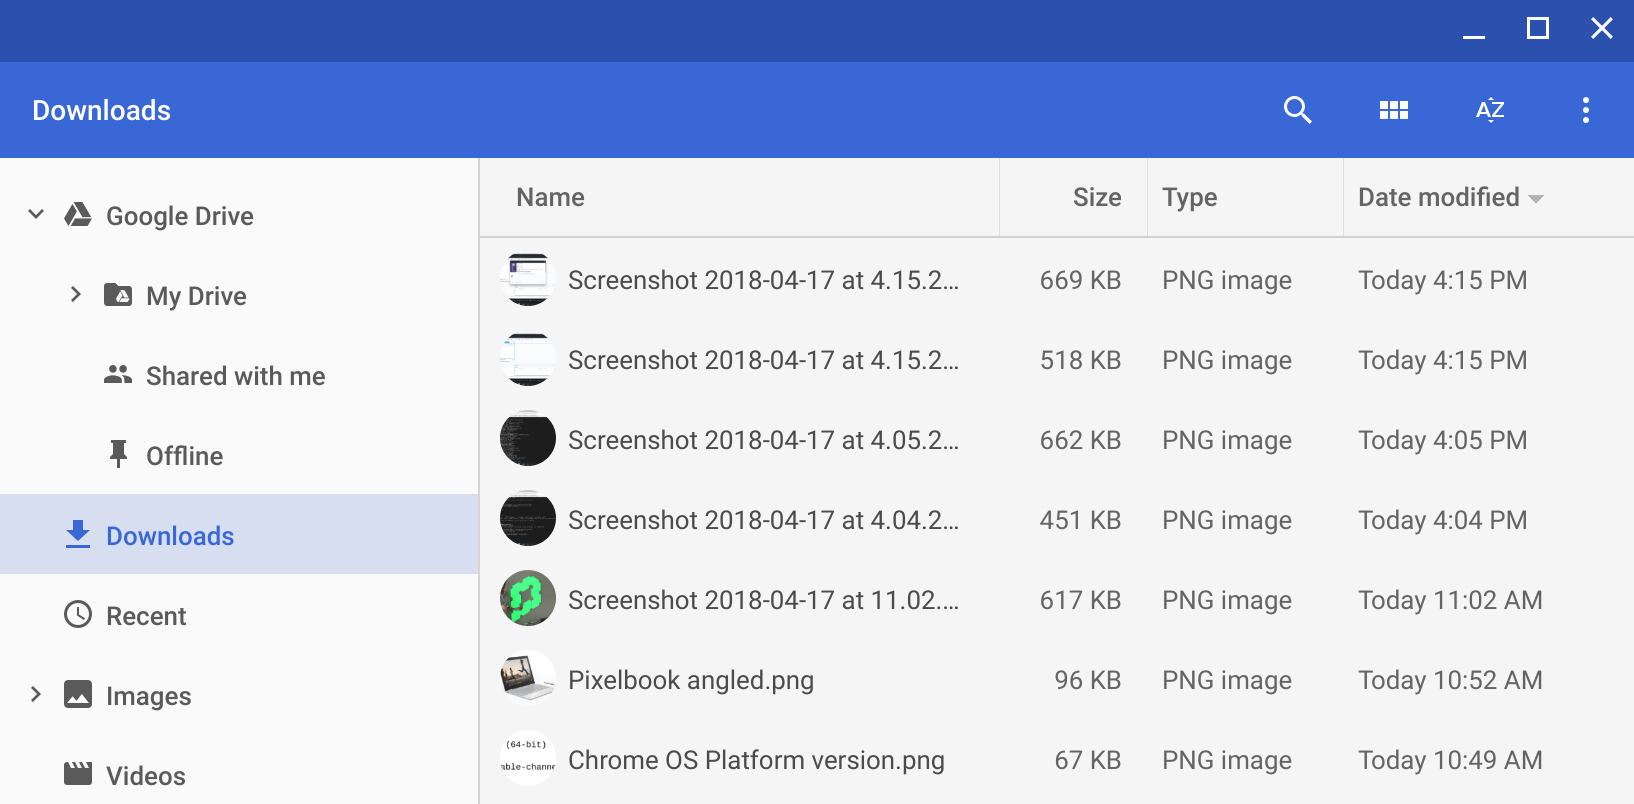 Downloads
AZ
Google Drive
My Drive
Shared with me
Offline
Downloads
Recent
Images
Videos
Name Size Type Date modified
Screenshot 2018-04-17 at 4.15.2... 669 KB PNG image Today 4:15 PM
Screenshot 2018-04-17 at 4.15.2... 518 KB PNG image Today 4:15 PM
Screenshot 2018-04-17 at 4.05.2... 662 KB PNG image Today 4:05 PM
Screenshot 2018-04-17 at 4.04.2... 451 KB PNG image Today 4:04 PM
Screenshot 2018-04-17 at 11.02.... 617 KB PNG image Today 11:02 AM
Pixelbook angled.png 96 KB PNG image Today 10:52 AM
(64-bit)
able-channe
Chrome OS Platform version.png 67 KB PNG image Today 10:49 AM